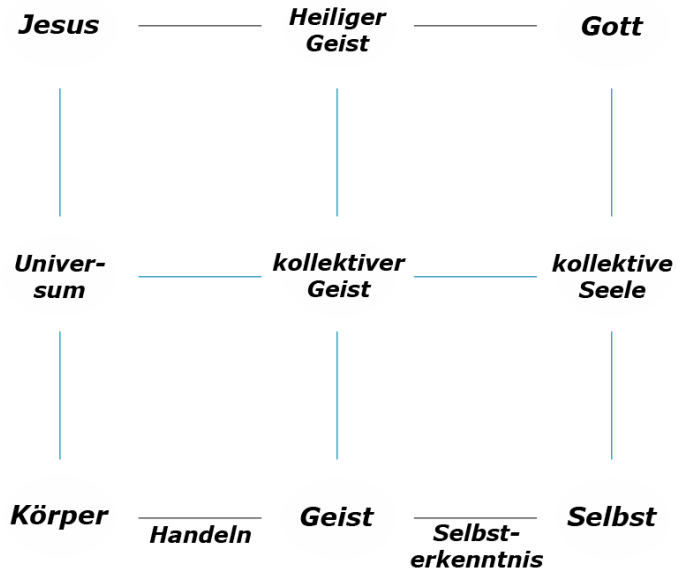 Jesus
Heiliger
Geist
Gott
Univer-
sum
kollektiver
Geist
kollektive
Seele
Körper
Handeln
Geist
Selbst-
erkenntnis
Selbst